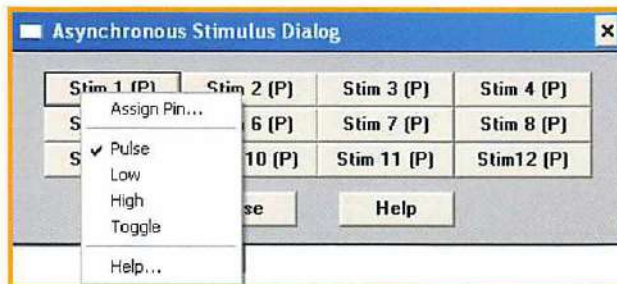 Asynchronous Stimulus Dialog
Stim 1 (P) Stim 2 (P) Stim 3 (P) Stim 4 (P)
Assign Pin...
S 6 (P) Stim 7 (P) Stim 8 (P)
Pulse
S 10 (P) Stim 11 (P) Stim12 (P)
Low
High
se Help
Toggle
Help...